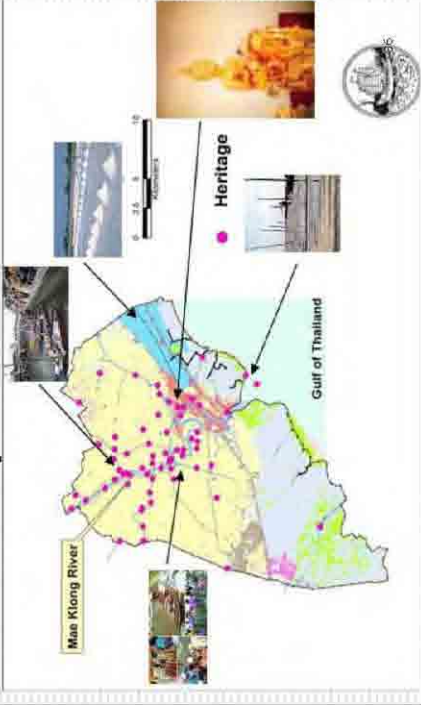 Mae Klong River
Gulf of Thailand
Heritage
0
2.5
5
10
Kilometers